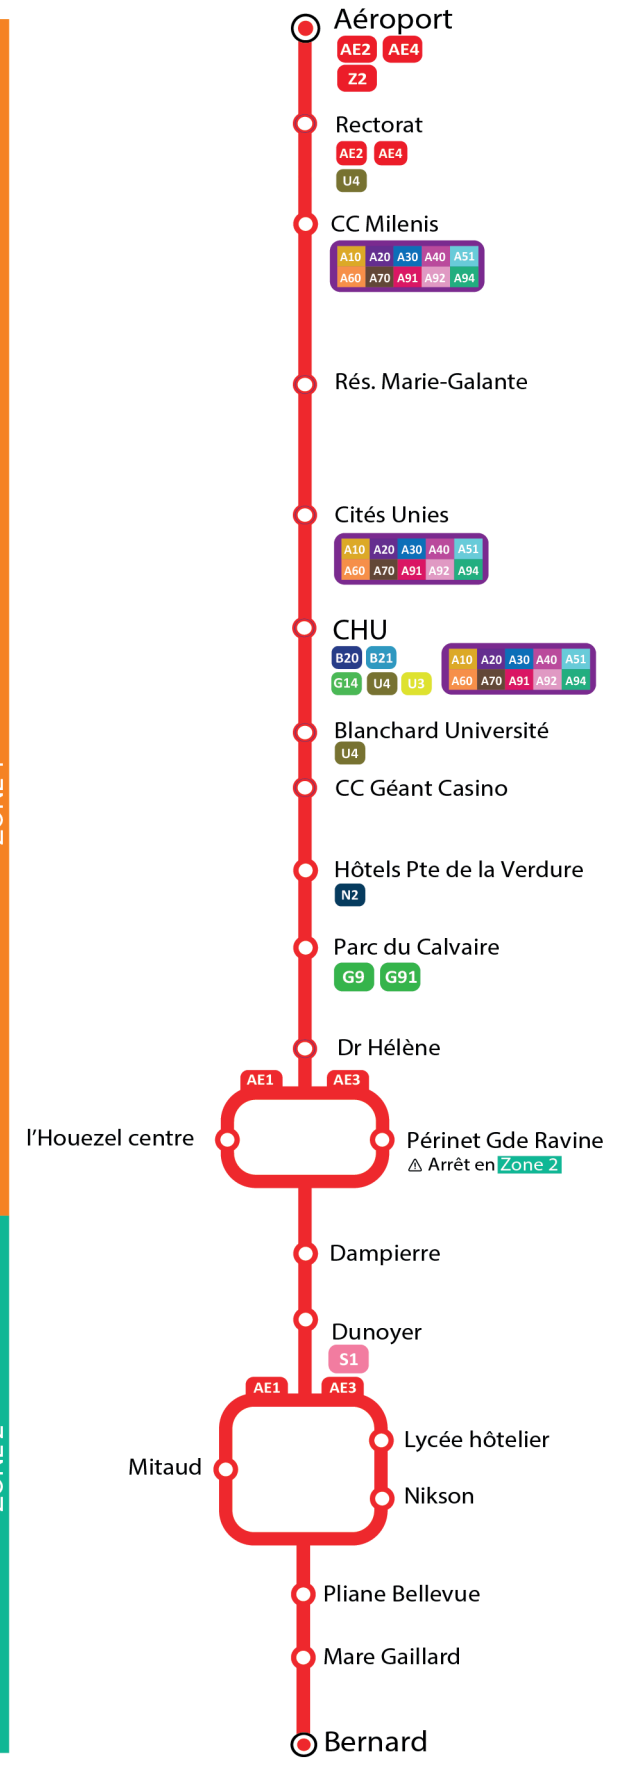 Aéroport
AE2 AE4
Z2
Rectorat
AE2 AE4
U4
CC Milenis
A10 A20 A30 A40 A51
A60 A70 A91 A92 A94
Rés. Marie-Galante
Cités Unies
A10 A20 A30 A40 A51
A60 A70 A91 A92 A94
CHU
B20 B21
G14 U4 U3
A10 A20 A30 A40 A51
A60 A70 A91 A92 A94
Blanchard Université
U4
CC Géant Casino
Hôtels Pte de la Verdure
N2
Parc du Calvaire
G9 G91
Dr Hélène
AE1 AE3
l'Houezel centre
Périnet Gde Ravine
⚠ Arrêt en Zone 2
Dampierre
Dunoyer
S1
AE1 AE3
Lycée hôtelier
Mitaud
Nikson
Pliane Bellevue
Mare Gaillard
Bernard